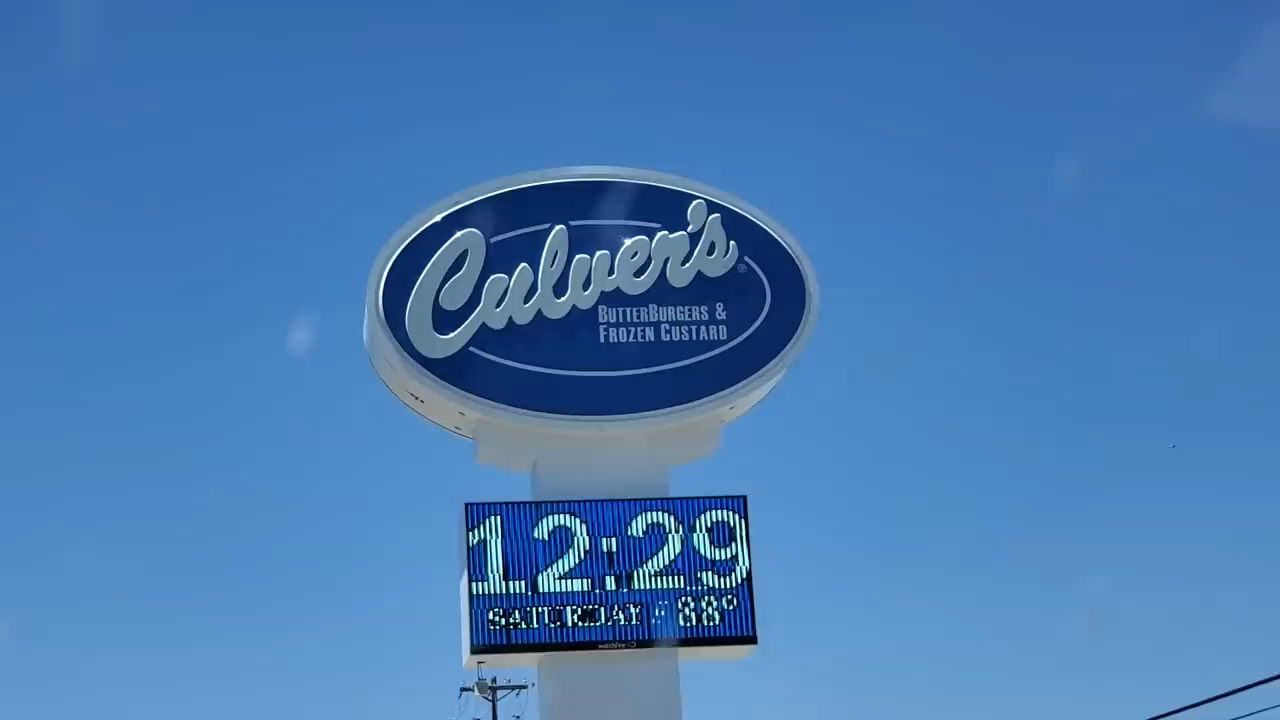 Culver's®
BUTTERBURGERS &
FROZEN CUSTARD
12:29
SATURDAY / 88°